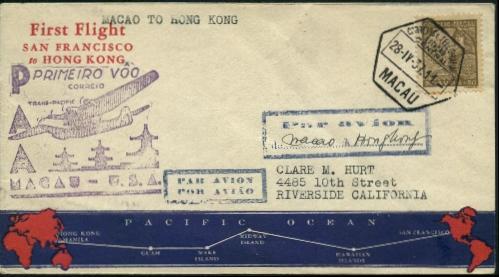 MACAO TO HONG KONG
First Flight
SAN FRANCISCO
to HONG KONG
PRIMEIRO VÔO
CORREIO
TRANS-PACIFIC
MACAU - U.S.A
MACAU
Par avion
Macao a Hongkong
PAR AVION
POR AVIÃO
CLARE M. HURT
4485 10th Street
RIVERSIDE CALIFORNIA
PACIFIC OCEAN
HONG KONG
MANILA
GUAM
WAKE
ISLAND
MIDWAY
ISLAND
HAWAIIAN
ISLANDS
SAN FRANCISCO